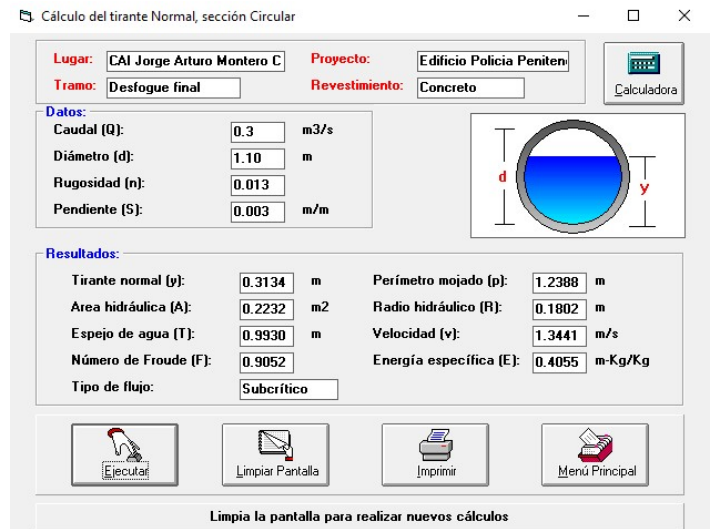 Cálculo del tirante Normal, sección Circular
Lugar: CAI Jorge Arturo Montero C Proyecto: Edificio Policia Peniten
Tramo: Desfogue final Revestimiento: Concreto
Calculadora
Datos:
Caudal (Q): 0.3 m3/s
Diámetro (d): 1.10 m
Rugosidad (n): 0.013
Pendiente (S): 0.003 m/m
d y
Resultados:
Tirante normal (y): 0.3134 m Perímetro mojado (p): 1.2388 m
Area hidráulica (A): 0.2232 m2 Radio hidráulico (R): 0.1802 m
Espejo de agua (T): 0.9930 m Velocidad (v): 1.3441 m/s
Número de Froude (F): 0.9052 Energía específica (E): 0.4055 m-Kg/Kg
Tipo de flujo: Subcrítico
Ejecutar Limpiar Pantalla Imprimir Menú Principal
Limpia la pantalla para realizar nuevos cálculos